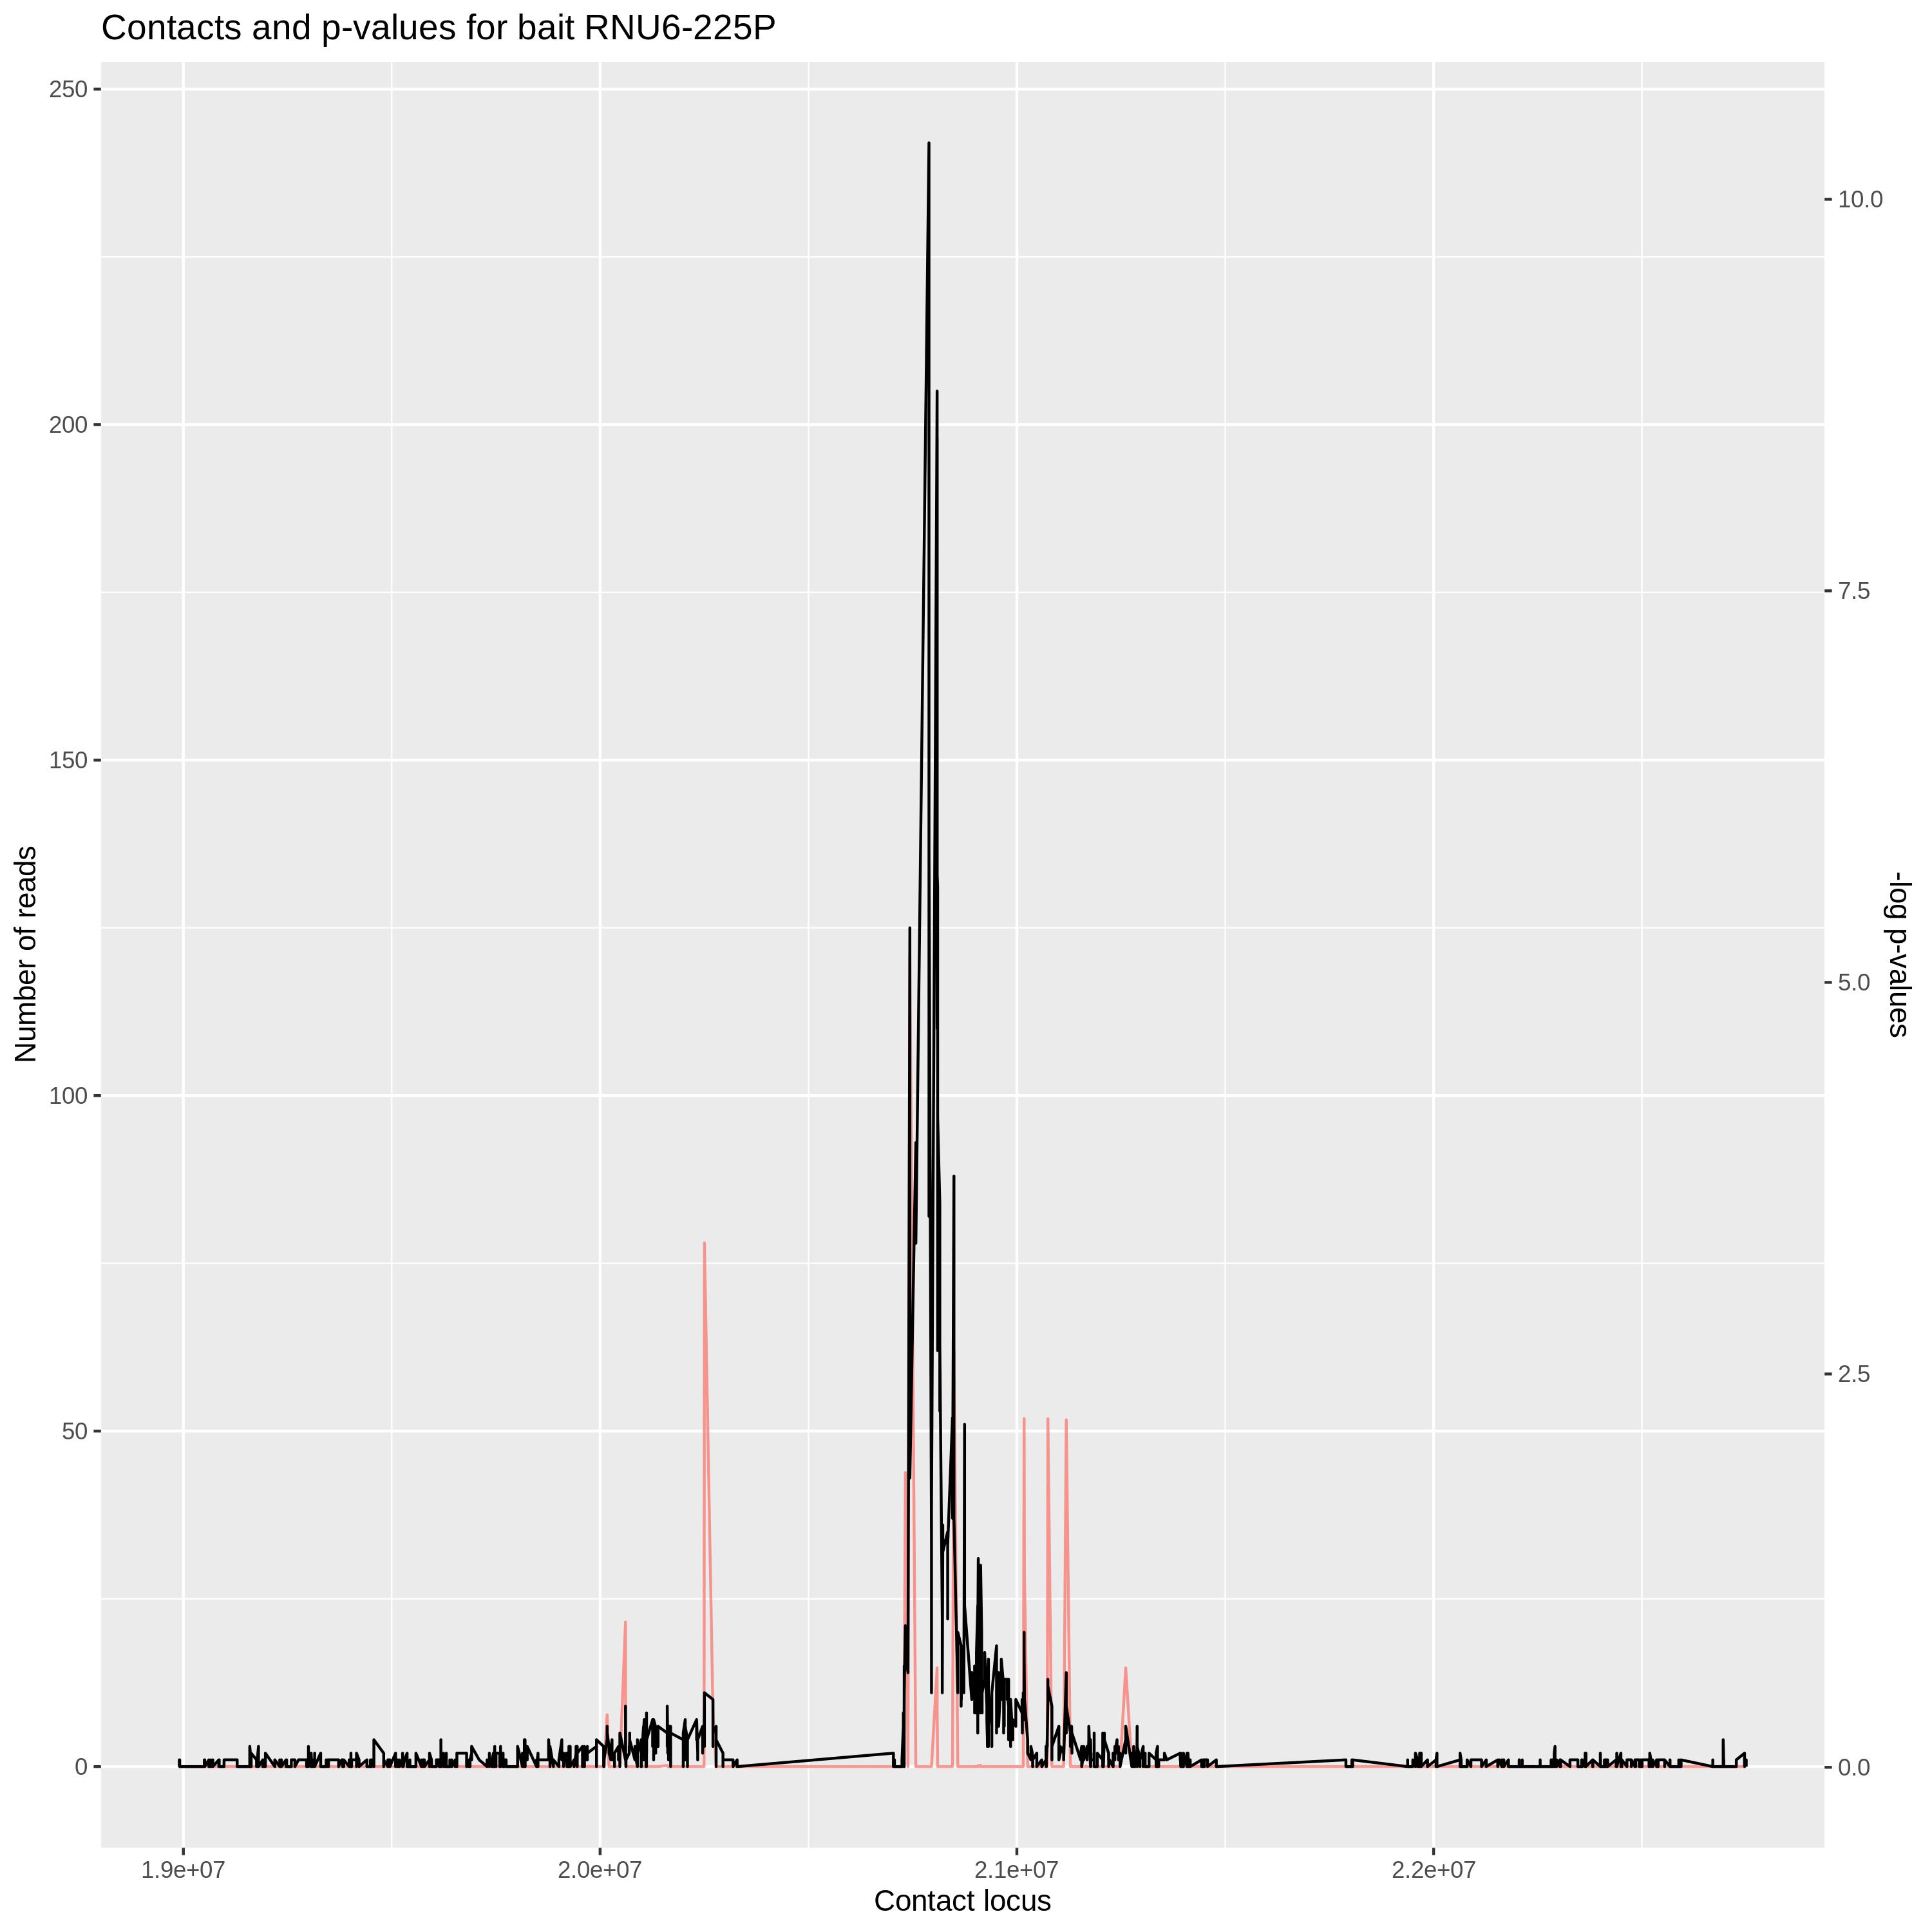 Contacts and p-values for bait RNU6-225P
250
200
150
100
50
0
Number of reads
10.0
7.5
5.0
2.5
0.0
-log p-values
1.9e+07
2.0e+07
2.1e+07
2.2e+07
Contact locus